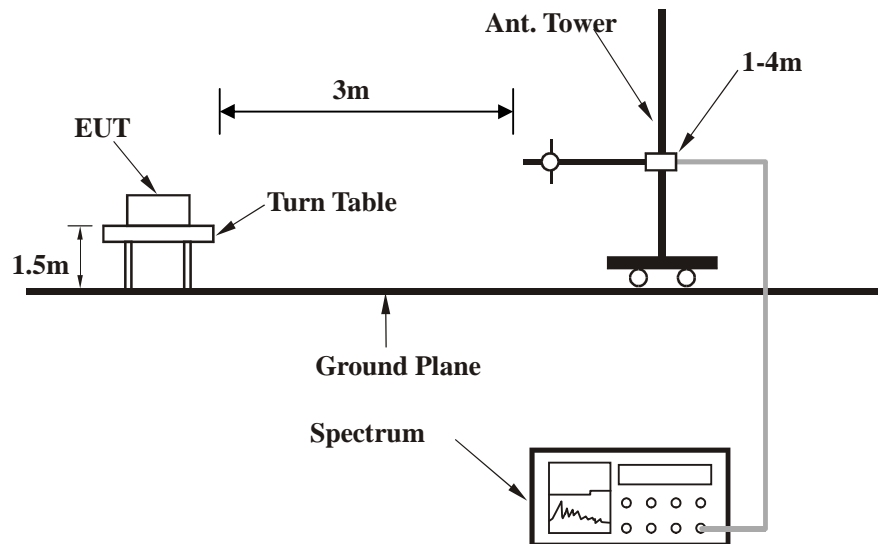 Ant. Tower
1-4m
3m
EUT
Turn Table
1.5m
Ground Plane
Spectrum